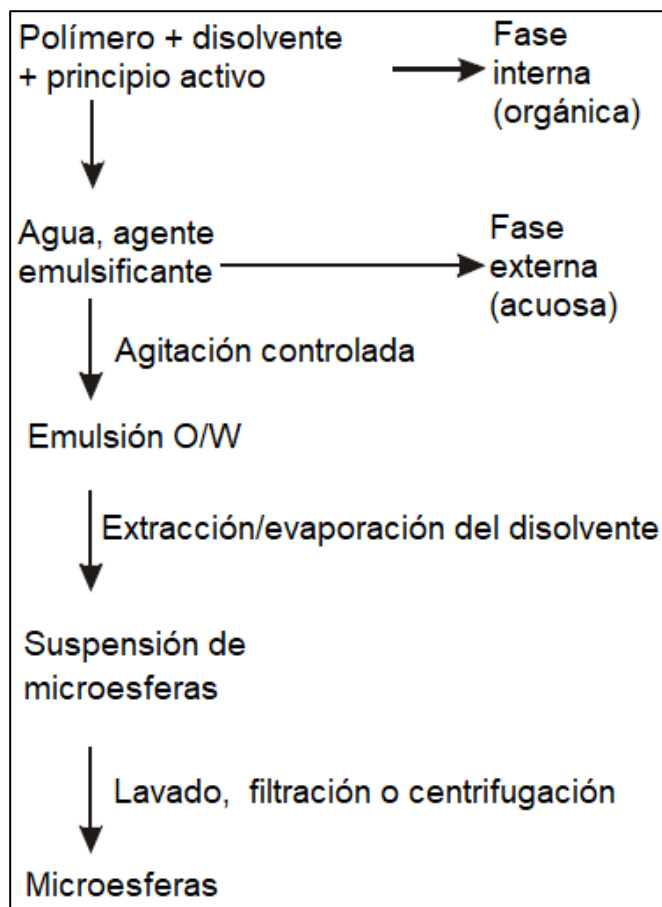 Polímero + disolvente
+ principio activo
Fase
interna
(orgánica)
Agua, agente
emulsificante
Fase
externa
(acuosa)
Agitación controlada
Emulsión O/W
Extracción/evaporación del disolvente
Suspensión de
microesferas
Lavado, filtración o centrifugación
Microesferas